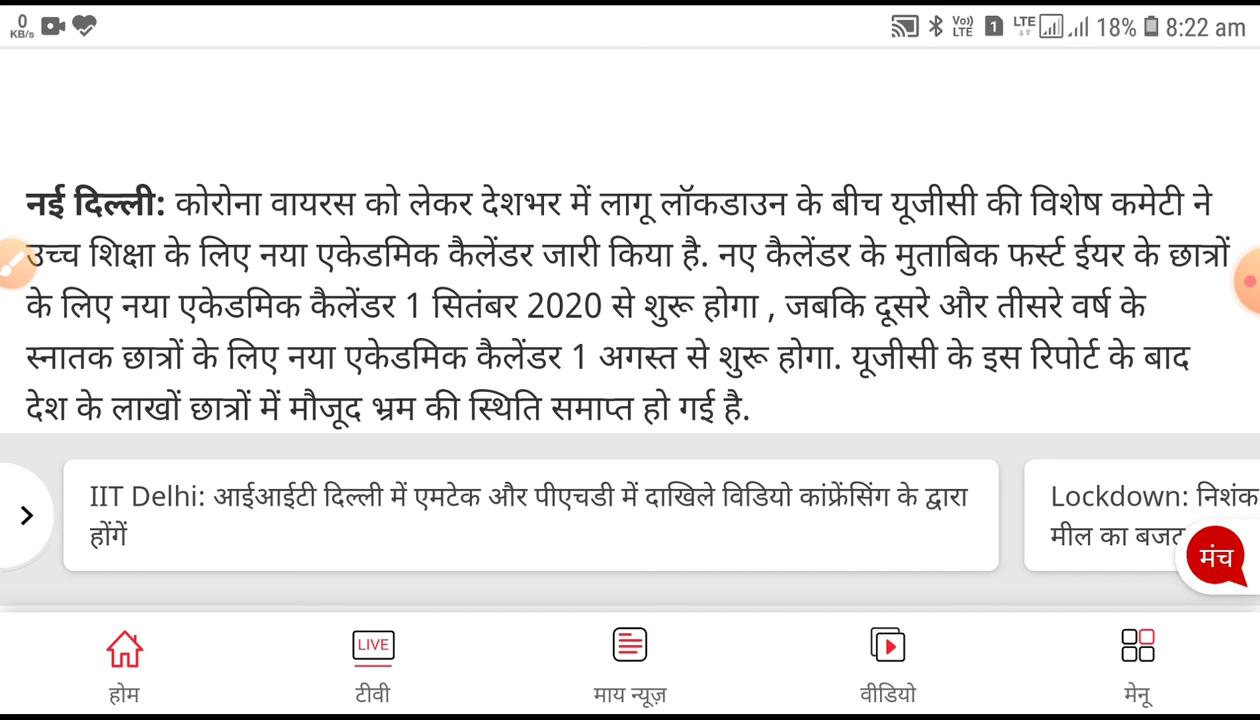 0
KB/s
Vo)) LTE 1 LTE 18% 8:22 am
नई दिल्ली: कोरोना वायरस को लेकर देशभर में लागू लॉकडाउन के बीच यूजीसी की विशेष कमेटी ने
उच्च शिक्षा के लिए नया एकेडमिक कैलेंडर जारी किया है. नए कैलेंडर के मुताबिक फर्स्ट ईयर के छात्रों
के लिए नया एकेडमिक कैलेंडर 1 सितंबर 2020 से शुरू होगा , जबकि दूसरे और तीसरे वर्ष के
स्नातक छात्रों के लिए नया एकेडमिक कैलेंडर 1 अगस्त से शुरू होगा. यूजीसी के इस रिपोर्ट के बाद
देश के लाखों छात्रों में मौजूद भ्रम की स्थिति समाप्त हो गई है.
IIT Delhi: आईआईटी दिल्ली में एमटेक और पीएचडी में दाखिले विडियो कांफ्रेंसिंग के द्वारा
होंगें
Lockdown: निशंक
मील का बजट
मंच
LIVE
होम टीवी माय न्यूज़ वीडियो मेनू